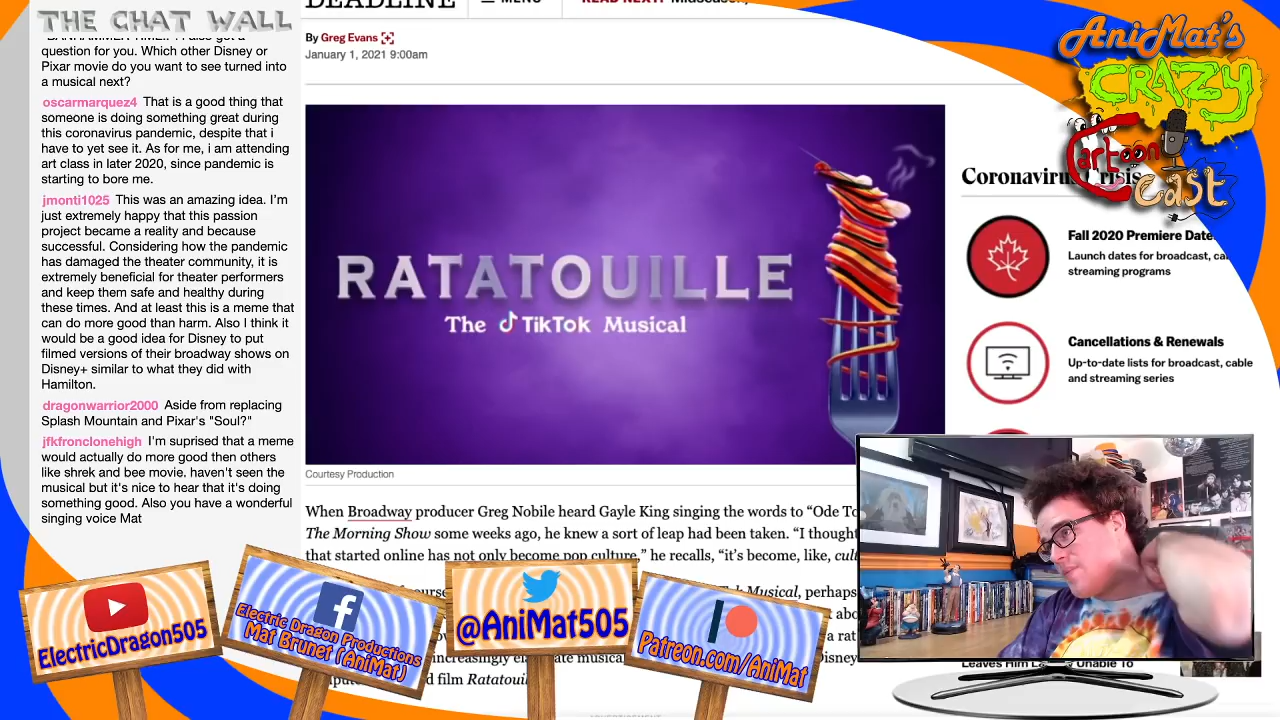 THE CHAT WALL
question for you. Which other Disney or
Pixar movie do you want to see turned into
a musical next?
oscarmarquez4 That is a good thing that
someone is doing something great during
this coronavirus pandemic, despite that i
have to yet see it. As for me, i am attending
art class in later 2020, since pandemic is
starting to bore me.
jmonti1025 This was an amazing idea. I'm
just extremely happy that this passion
project became a reality and because
successful. Considering how the pandemic
has damaged the theater community, it is
extremely beneficial for theater performers
and keep them safe and healthy during
these times. And at least this is a meme that
can do more good than harm. Also I think it
would be a good idea for Disney to put
filmed versions of their broadway shows on
Disney+ similar to what they did with
Hamilton.
dragonwarrior2000 Aside from replacing
Splash Mountain and Pixar's "Soul?"
jfkfronclonehigh I'm suprised that a meme
would actually do more good then others
like shrek and bee movie. haven't seen the
musical but it's nice to hear that it's doing
something good. Also you have a wonderful
singing voice Mat
DEADLINE
MENU
READ NEXT:
By Greg Evans
January 1, 2021 9:00am
RATATOUILLE
The TikTok Musical
Courtesy Production
When Broadway producer Greg Nobile heard Gayle King singing the words to “Ode
The Morning Show some weeks ago, he knew a sort of leap had been taken. “I thought
that started online has not only become pop culture,” he recalls, “it’s become, like,
Musical, perhaps
a rat
increasingly musica
Disney
film
AniMat's
CRAZY
Cartoon
Cast
Coronavirus Crisis
Fall 2020 Premiere Date
Launch dates for broadcast,
streaming programs
Cancellations & Renewals
Up-to-date lists for broadcast, cable
and streaming series
Leaves Him Unable To
ElectricDragon505
Electric Dragon Productions
Mat Brunet (AniMat)
@AniMat505
Patreon.com/AniMat
ADVERTISEMENT